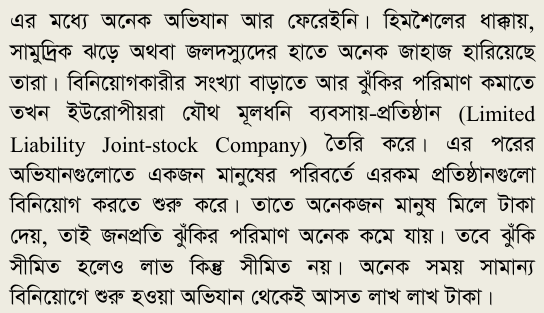 এর মধ্যে অনেক অভিযান আর ফেরেইনি। হিমশৈলের ধাক্কায়,
সামুদ্রিক ঝড়ে অথবা জলদস্যুদের হাতে অনেক জাহাজ হারিয়েছে
তারা। বিনিয়োগকারীর সংখ্যা বাড়াতে আর ঝুঁকির পরিমাণ কমাতে
তখন ইউরোপীয়রা যৌথ মূলধনি ব্যবসায়-প্রতিষ্ঠান (Limited
Liability Joint-stock Company) তৈরি করে। এর পরের
অভিযানগুলোতে একজন মানুষের পরিবর্তে এরকম প্রতিষ্ঠানগুলো
বিনিয়োগ করতে শুরু করে। তাতে অনেকজন মানুষ মিলে টাকা
দেয়, তাই জনপ্রতি ঝুঁকির পরিমাণ অনেক কমে যায়। তবে ঝুঁকি
সীমিত হলেও লাভ কিন্তু সীমিত নয়। অনেক সময় সামান্য
বিনিয়োগে শুরু হওয়া অভিযান থেকেই আসত লাখ লাখ টাকা।